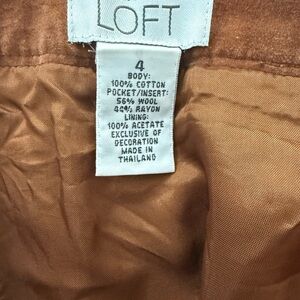 LOFT
4
BODY:
100% COTTON
POCKET/INSERT:
56% WOOL
44% RAYON
LINING:
100% ACETATE
EXCLUSIVE OF
DECORATION
MADE IN
THAILAND